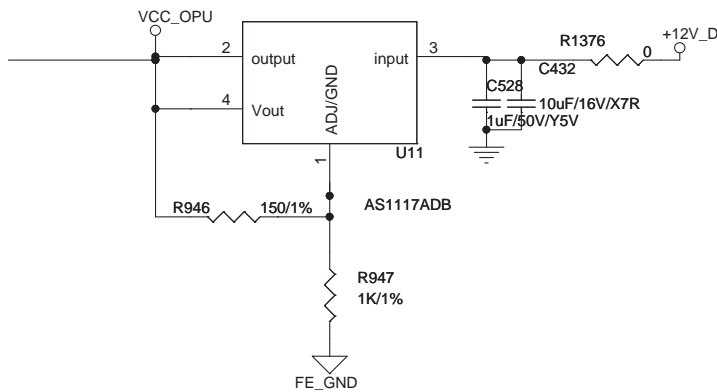 VCC_OPU
2
output
input
3
R1376
0
+12V_D
C432
C528
10uF/16V/X7R
4
Vout
ADJ/GND
1uF/50V/Y5V
U11
1
AS1117ADB
R946
150/1%
R947
1K/1%
FE_GND